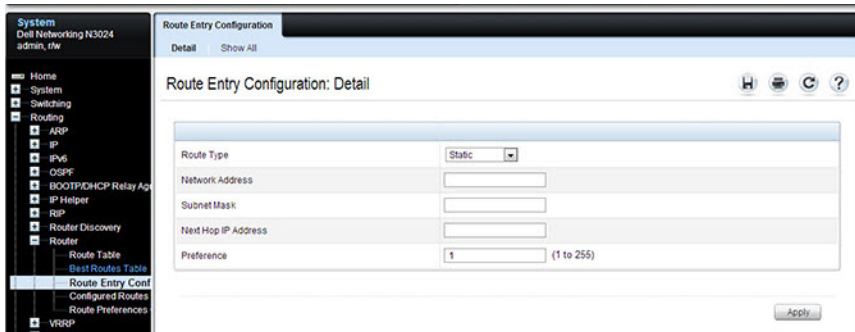 System
Dell Networking N3024
admin, r/w
Home
System
Switching
Routing
ARP
IP
IPv6
OSPF
BOOTP/DHCP Relay Age
IP Helper
RIP
Router Discovery
Router
Route Table
Best Routes Table
Route Entry Conf
Configured Routes
Route Preferences
VRRP
Route Entry Configuration
Detail Show All
Route Entry Configuration: Detail
Route Type Static
Network Address
Subnet Mask
Next Hop IP Address
Preference 1 (1 to 255)
Apply